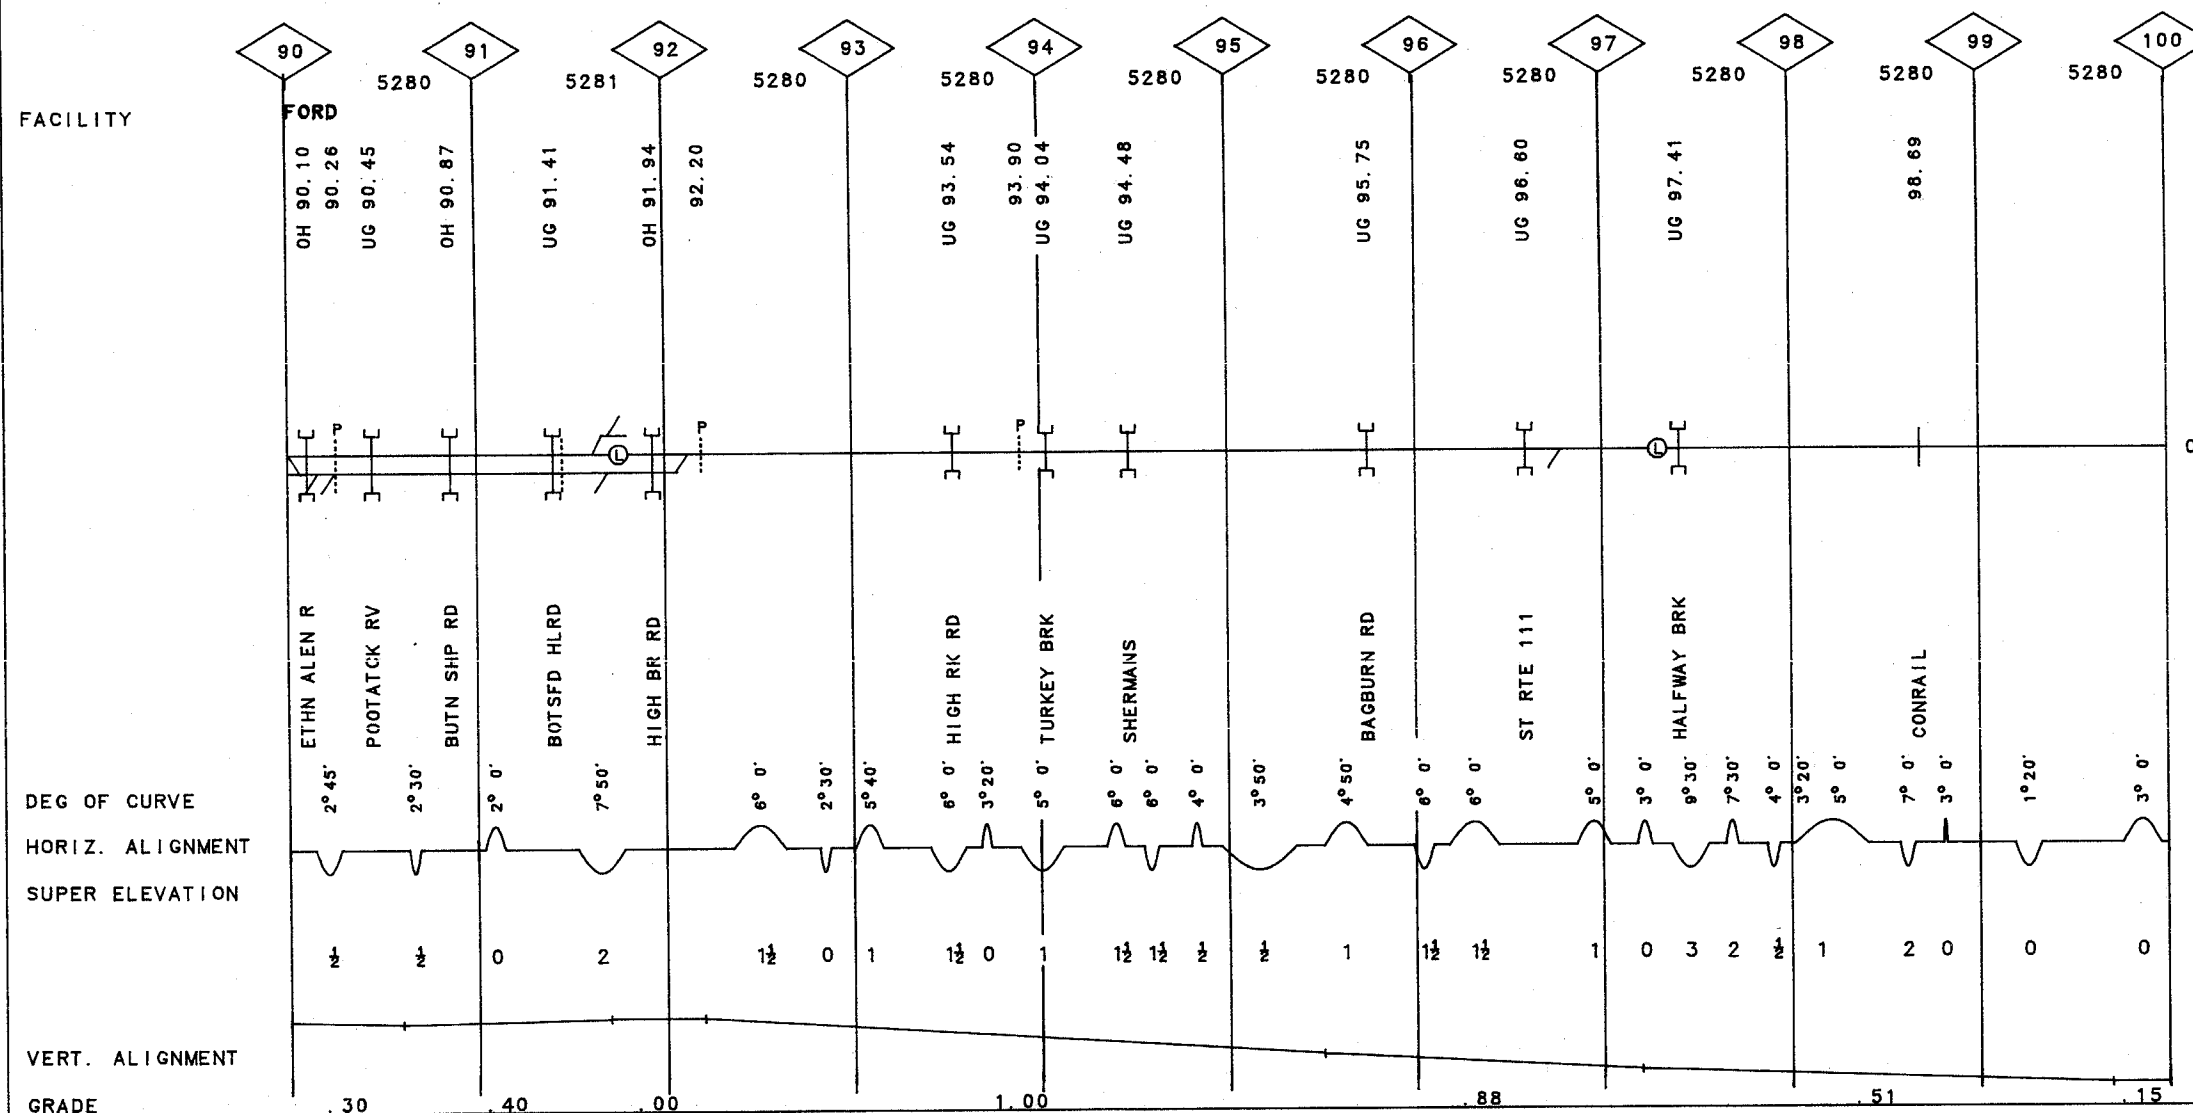 90 91 92 93 94 95 96 97 98 99 100
5280 5281 5280 5280 5280 5280 5280 5280 5280 5280
FACILITY
FORD
OH 90.10
90.26
UG 90.45
OH 90.87
UG 91.41
OH 91.94
92.20
UG 93.54
93.90
UG 94.04
UG 94.48
UG 95.75
UG 96.60
UG 97.41
98.69
P L P P L
ETHN ALEN R
POOTATCK RV
BUTN SHP RD
BOTSFD HLRD
HIGH BR RD
HIGH RK RD
TURKEY BRK
SHERMANS
BAGBURN RD
ST RTE 111
HALFWAY BRK
CONRAIL
DEG OF CURVE
2°45' 2°30' 2° 0' 7°50' 6° 0' 2°30' 5°40' 6° 0' 3°20' 5° 0' 6° 0' 6° 0' 4° 0' 3°50' 4°50' 6° 0' 6° 0' 5° 0' 3° 0' 9°30' 7°30' 4° 0' 3°20' 5° 0' 7° 0' 3° 0' 1°20' 3° 0'
HORIZ. ALIGNMENT
SUPER ELEVATION
½ ½ 0 2 1½ 0 1 1½ 0 1 1½ 1½ ½ ½ 1 1½ 1½ 1 0 3 2 ½ 1 2 0 0 0
VERT. ALIGNMENT
GRADE .30 .40 .00 1.00 .88 .51 .15